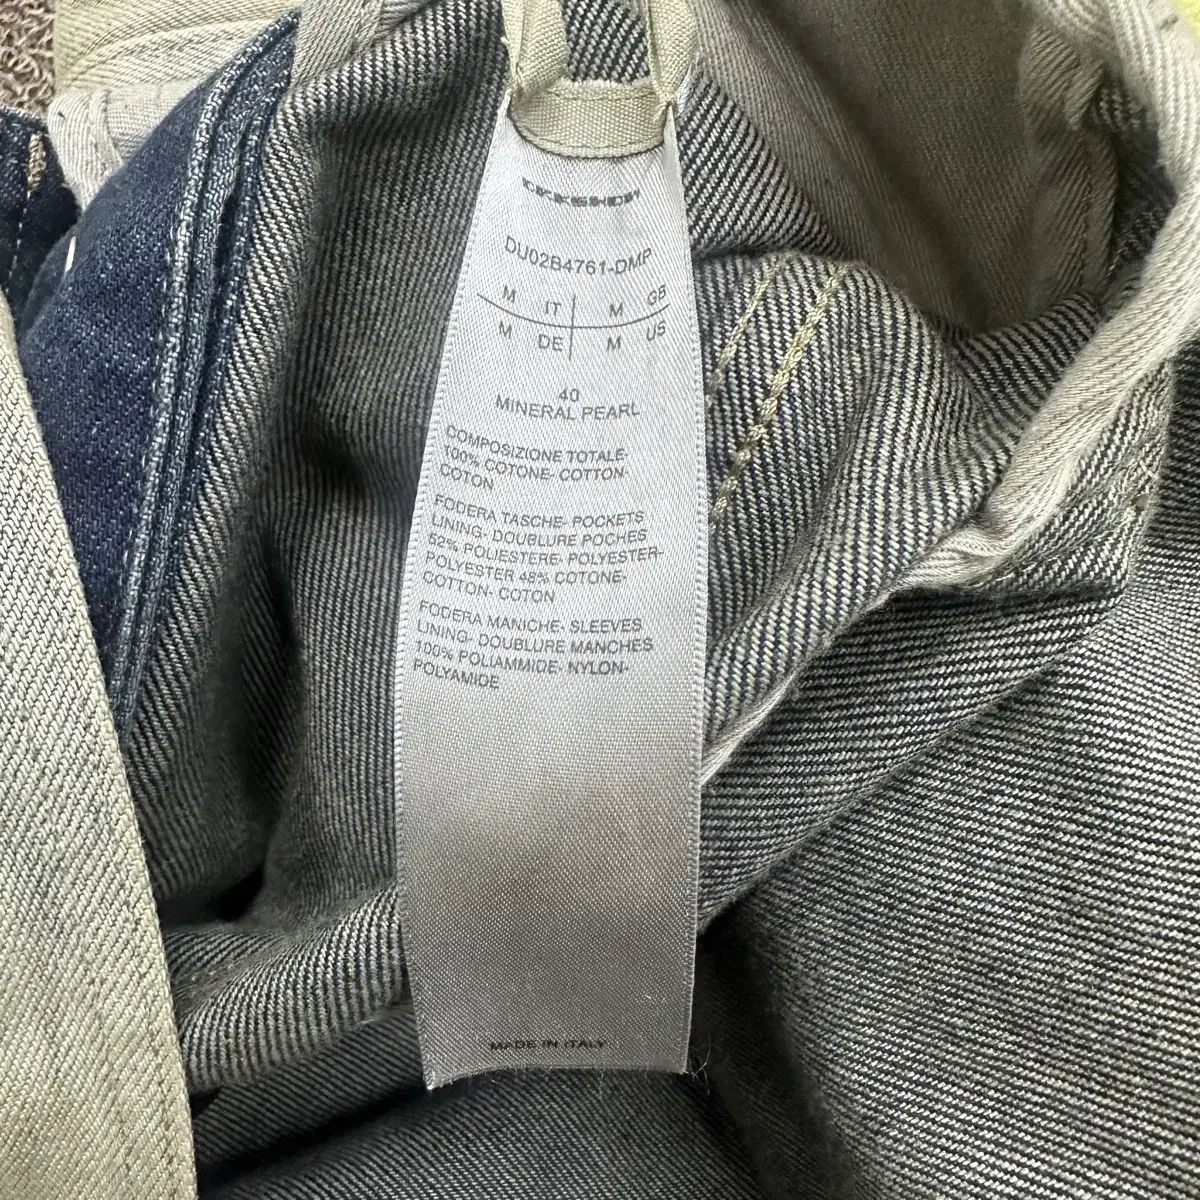 DRKSHDW
DU02B4761-DMP
M IT M GB
M DE M US
40
MINERAL PEARL
COMPOSIZIONE TOTALE-
100% COTONE- COTTON-
COTON
FODERA TASCHE- POCKETS
LINING- DOUBLURE POCHES
52% POLIESTERE- POLYESTER-
POLYESTER 48% COTONE-
COTTON- COTON
FODERA MANICHE- SLEEVES
LINING- DOUBLURE MANCHES
100% POLIAMMIDE- NYLON-
POLYAMIDE
MADE IN ITALY